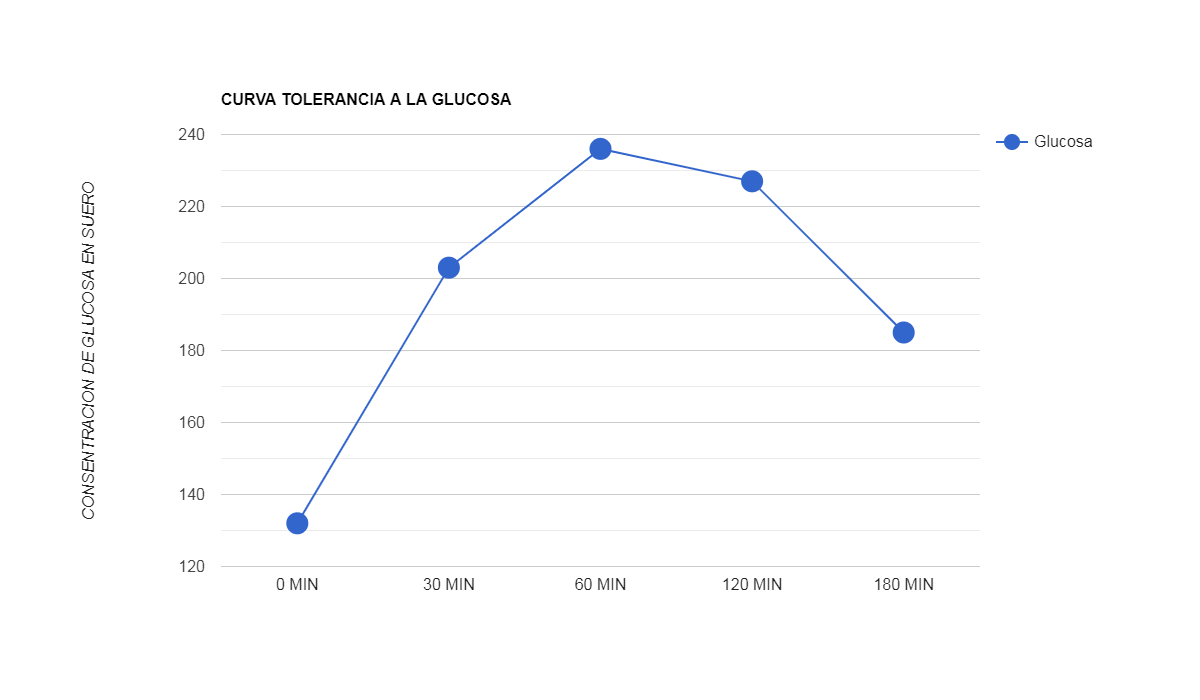 CURVA TOLERANCIA A LA GLUCOSA
Glucosa
CONSENTRACION DE GLUCOSA EN SUERO
240
220
200
180
160
140
120
0 MIN
30 MIN
60 MIN
120 MIN
180 MIN